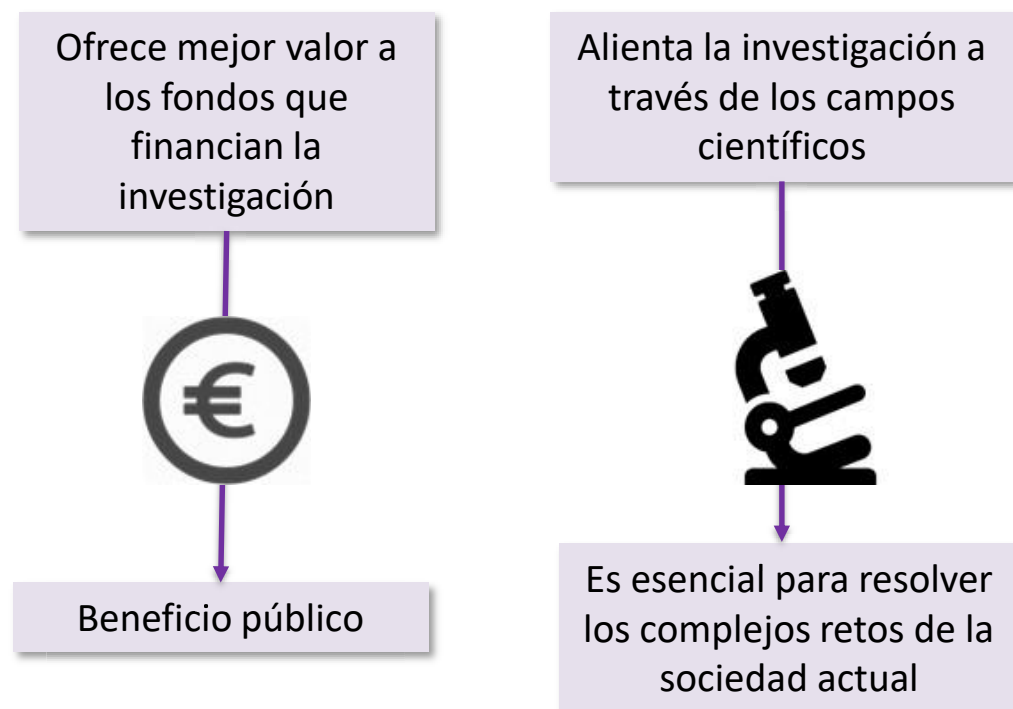 Ofrece mejor valor a
los fondos que
financian la
investigación
€
Beneficio público
Alienta la investigación a
través de los campos
científicos
Es esencial para resolver
los complejos retos de la
sociedad actual